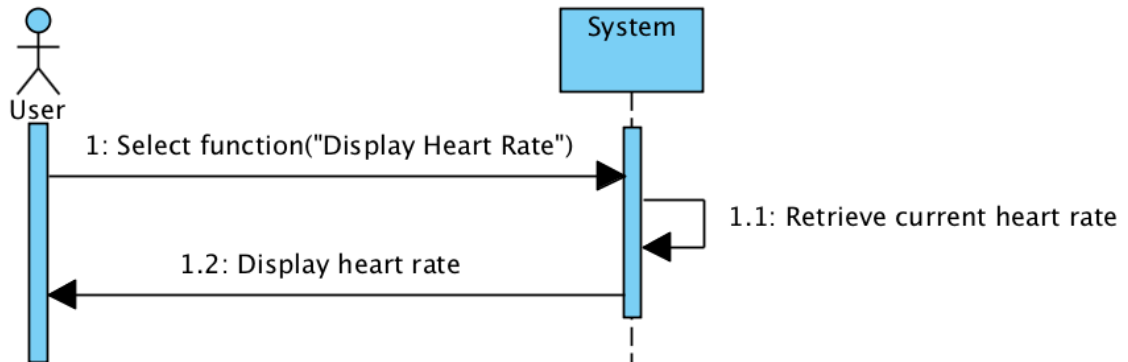 System
User
1: Select function("Display Heart Rate")
1.1: Retrieve current heart rate
1.2: Display heart rate